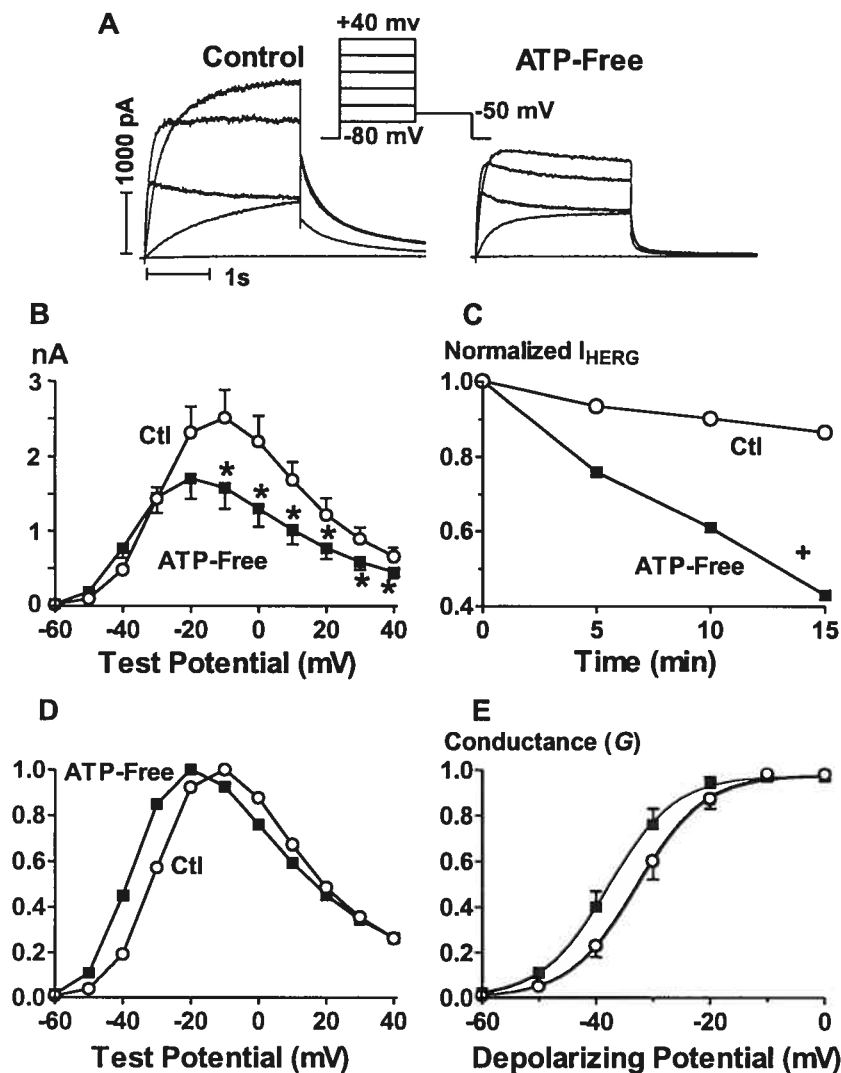 A
Control
+40 mv
-80 mV
-50 mV
ATP-Free
1000 pA
1s
B
nA
3
2
1
0
Ctl
ATP-Free
* * * * * *
-60 -40 -20 0 20 40
Test Potential (mV)
C
Normalized I_HERG
1.0
0.8
0.6
0.4
Ctl
ATP-Free
+
0 5 10 15
Time (min)
D
1.0
0.8
0.6
0.4
0.2
0.0
ATP-Free
Ctl
-60 -40 -20 0 20 40
Test Potential (mV)
E
Conductance (G)
1.0
0.8
0.6
0.4
0.2
0.0
-60 -40 -20 0
Depolarizing Potential (mV)